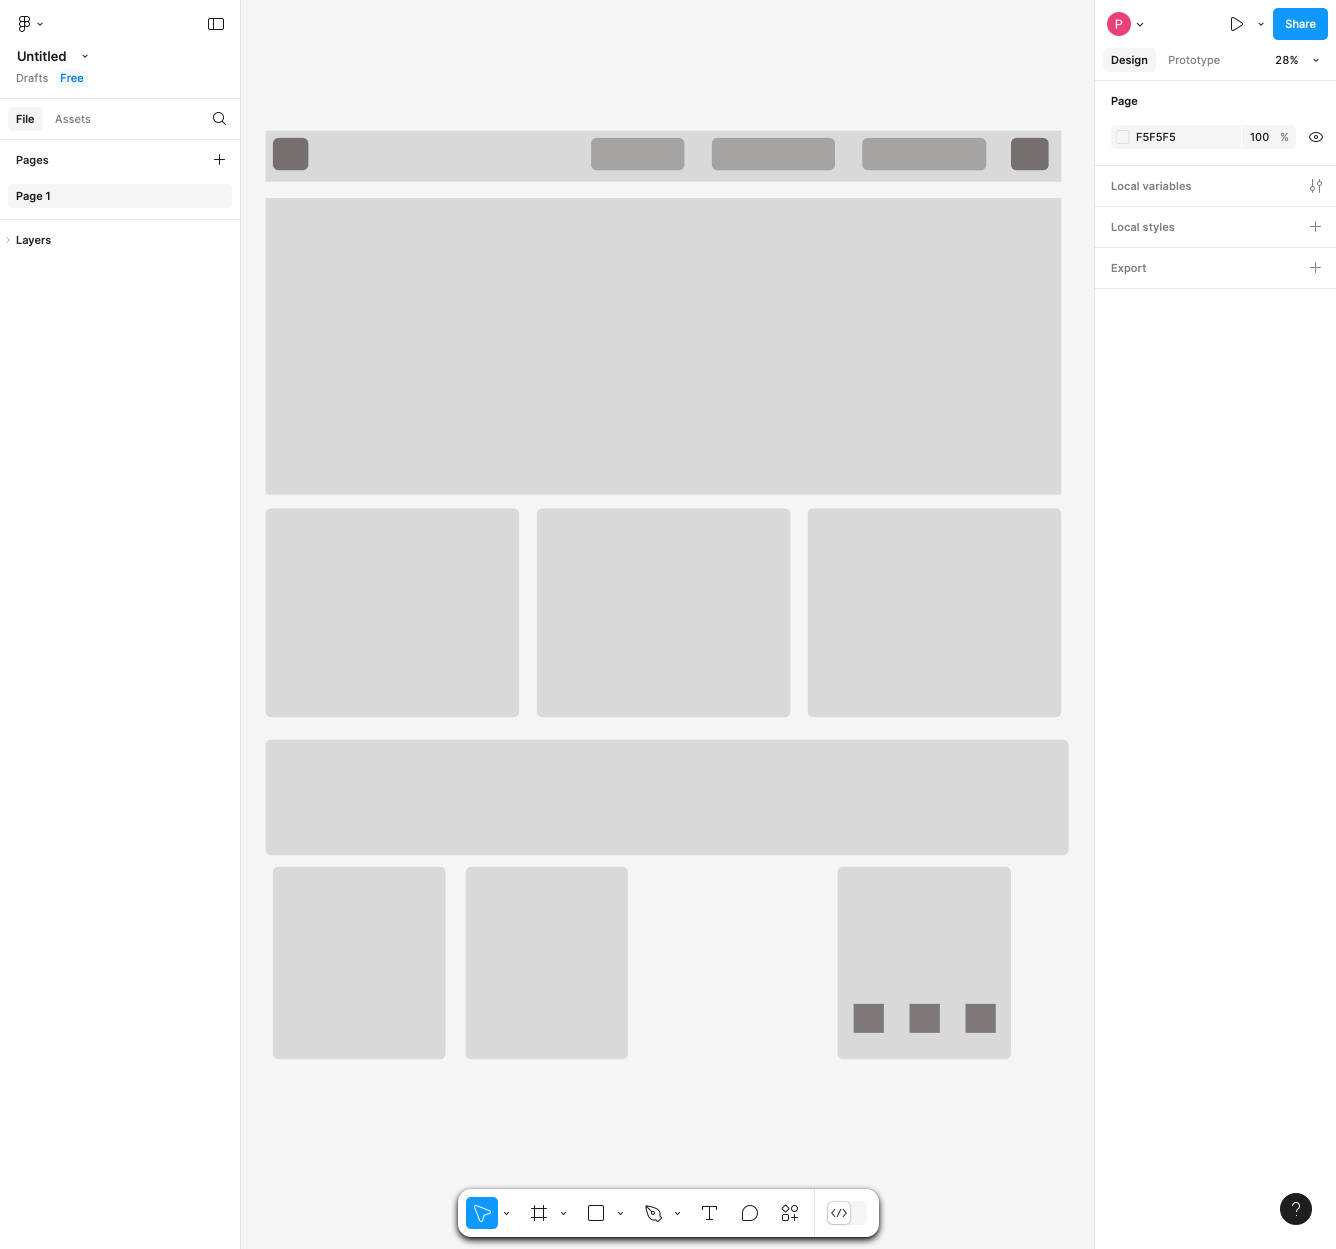 Untitled
Drafts Free
File Assets
Pages
Page 1
Layers
P
Share
Design Prototype 28%
Page
F5F5F5 100 %
Local variables
Local styles
Export
?